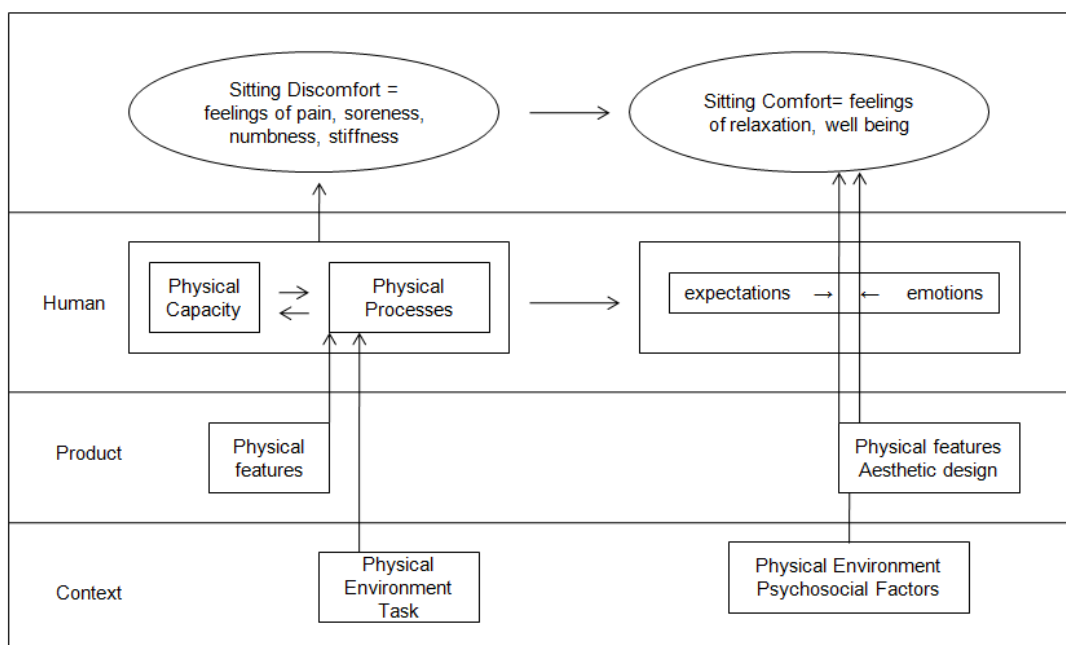 Sitting Discomfort =
feelings of pain, soreness,
numbness, stiffness
Sitting Comfort= feelings
of relaxation, well being
Human
Physical
Capacity
Physical
Processes
expectations → ← emotions
Product
Physical
features
Physical features
Aesthetic design
Context
Physical
Environment
Task
Physical Environment
Psychosocial Factors